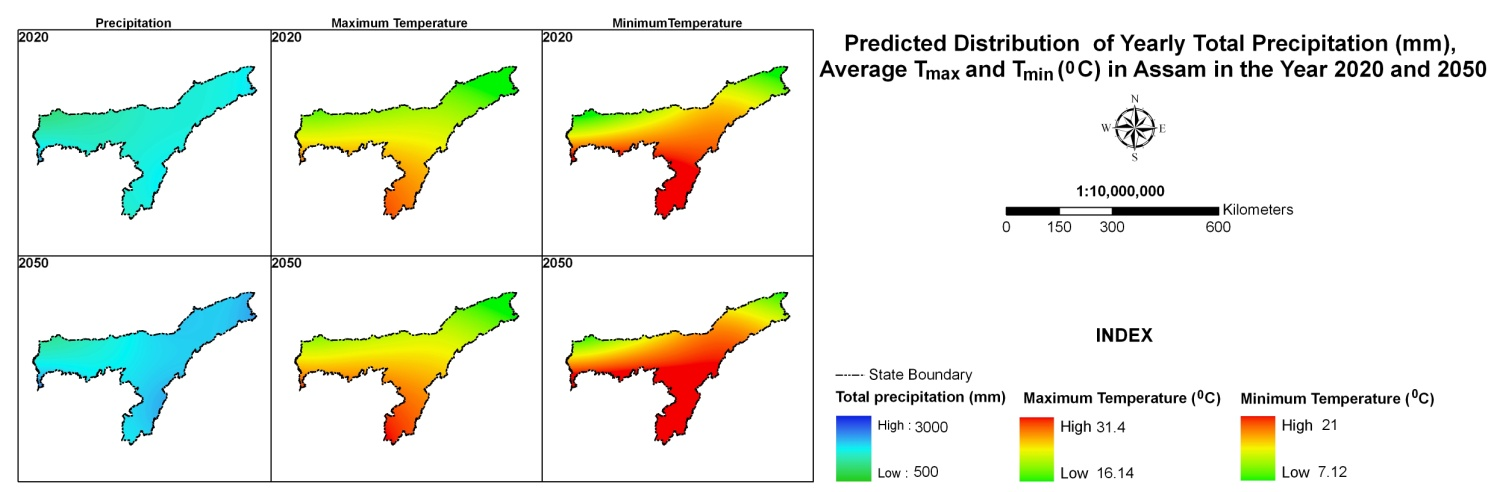 Precipitation
Maximum Temperature
MinimumTemperature
2020
2020
2020
2050
2050
2050
Predicted Distribution of Yearly Total Precipitation (mm),
Average Tmax and Tmin (⁰C) in Assam in the Year 2020 and 2050
N
W E
S
1:10,000,000
Kilometers
0 150 300 600
INDEX
State Boundary
Total precipitation (mm)
High : 3000
Low : 500
Maximum Temperature (⁰C)
High 31.4
Low 16.14
Minimum Temperature (⁰C)
High 21
Low 7.12